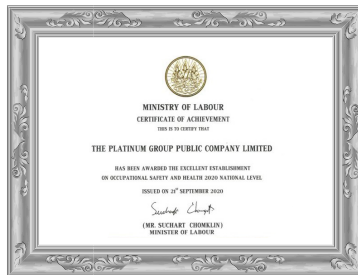 MINISTRY OF LABOUR
CERTIFICATE OF ACHIEVEMENT
THIS IS TO CERTIFY THAT
THE PLATINUM GROUP PUBLIC COMPANY LIMITED
HAS BEEN AWARDED THE EXCELLENT ESTABLISHMENT
ON OCCUPATIONAL SAFETY AND HEALTH 2020 NATIONAL LEVEL
ISSUED ON 21st SEPTEMBER 2020
(MR. SUCHART CHOMKLIN)
MINISTER OF LABOUR